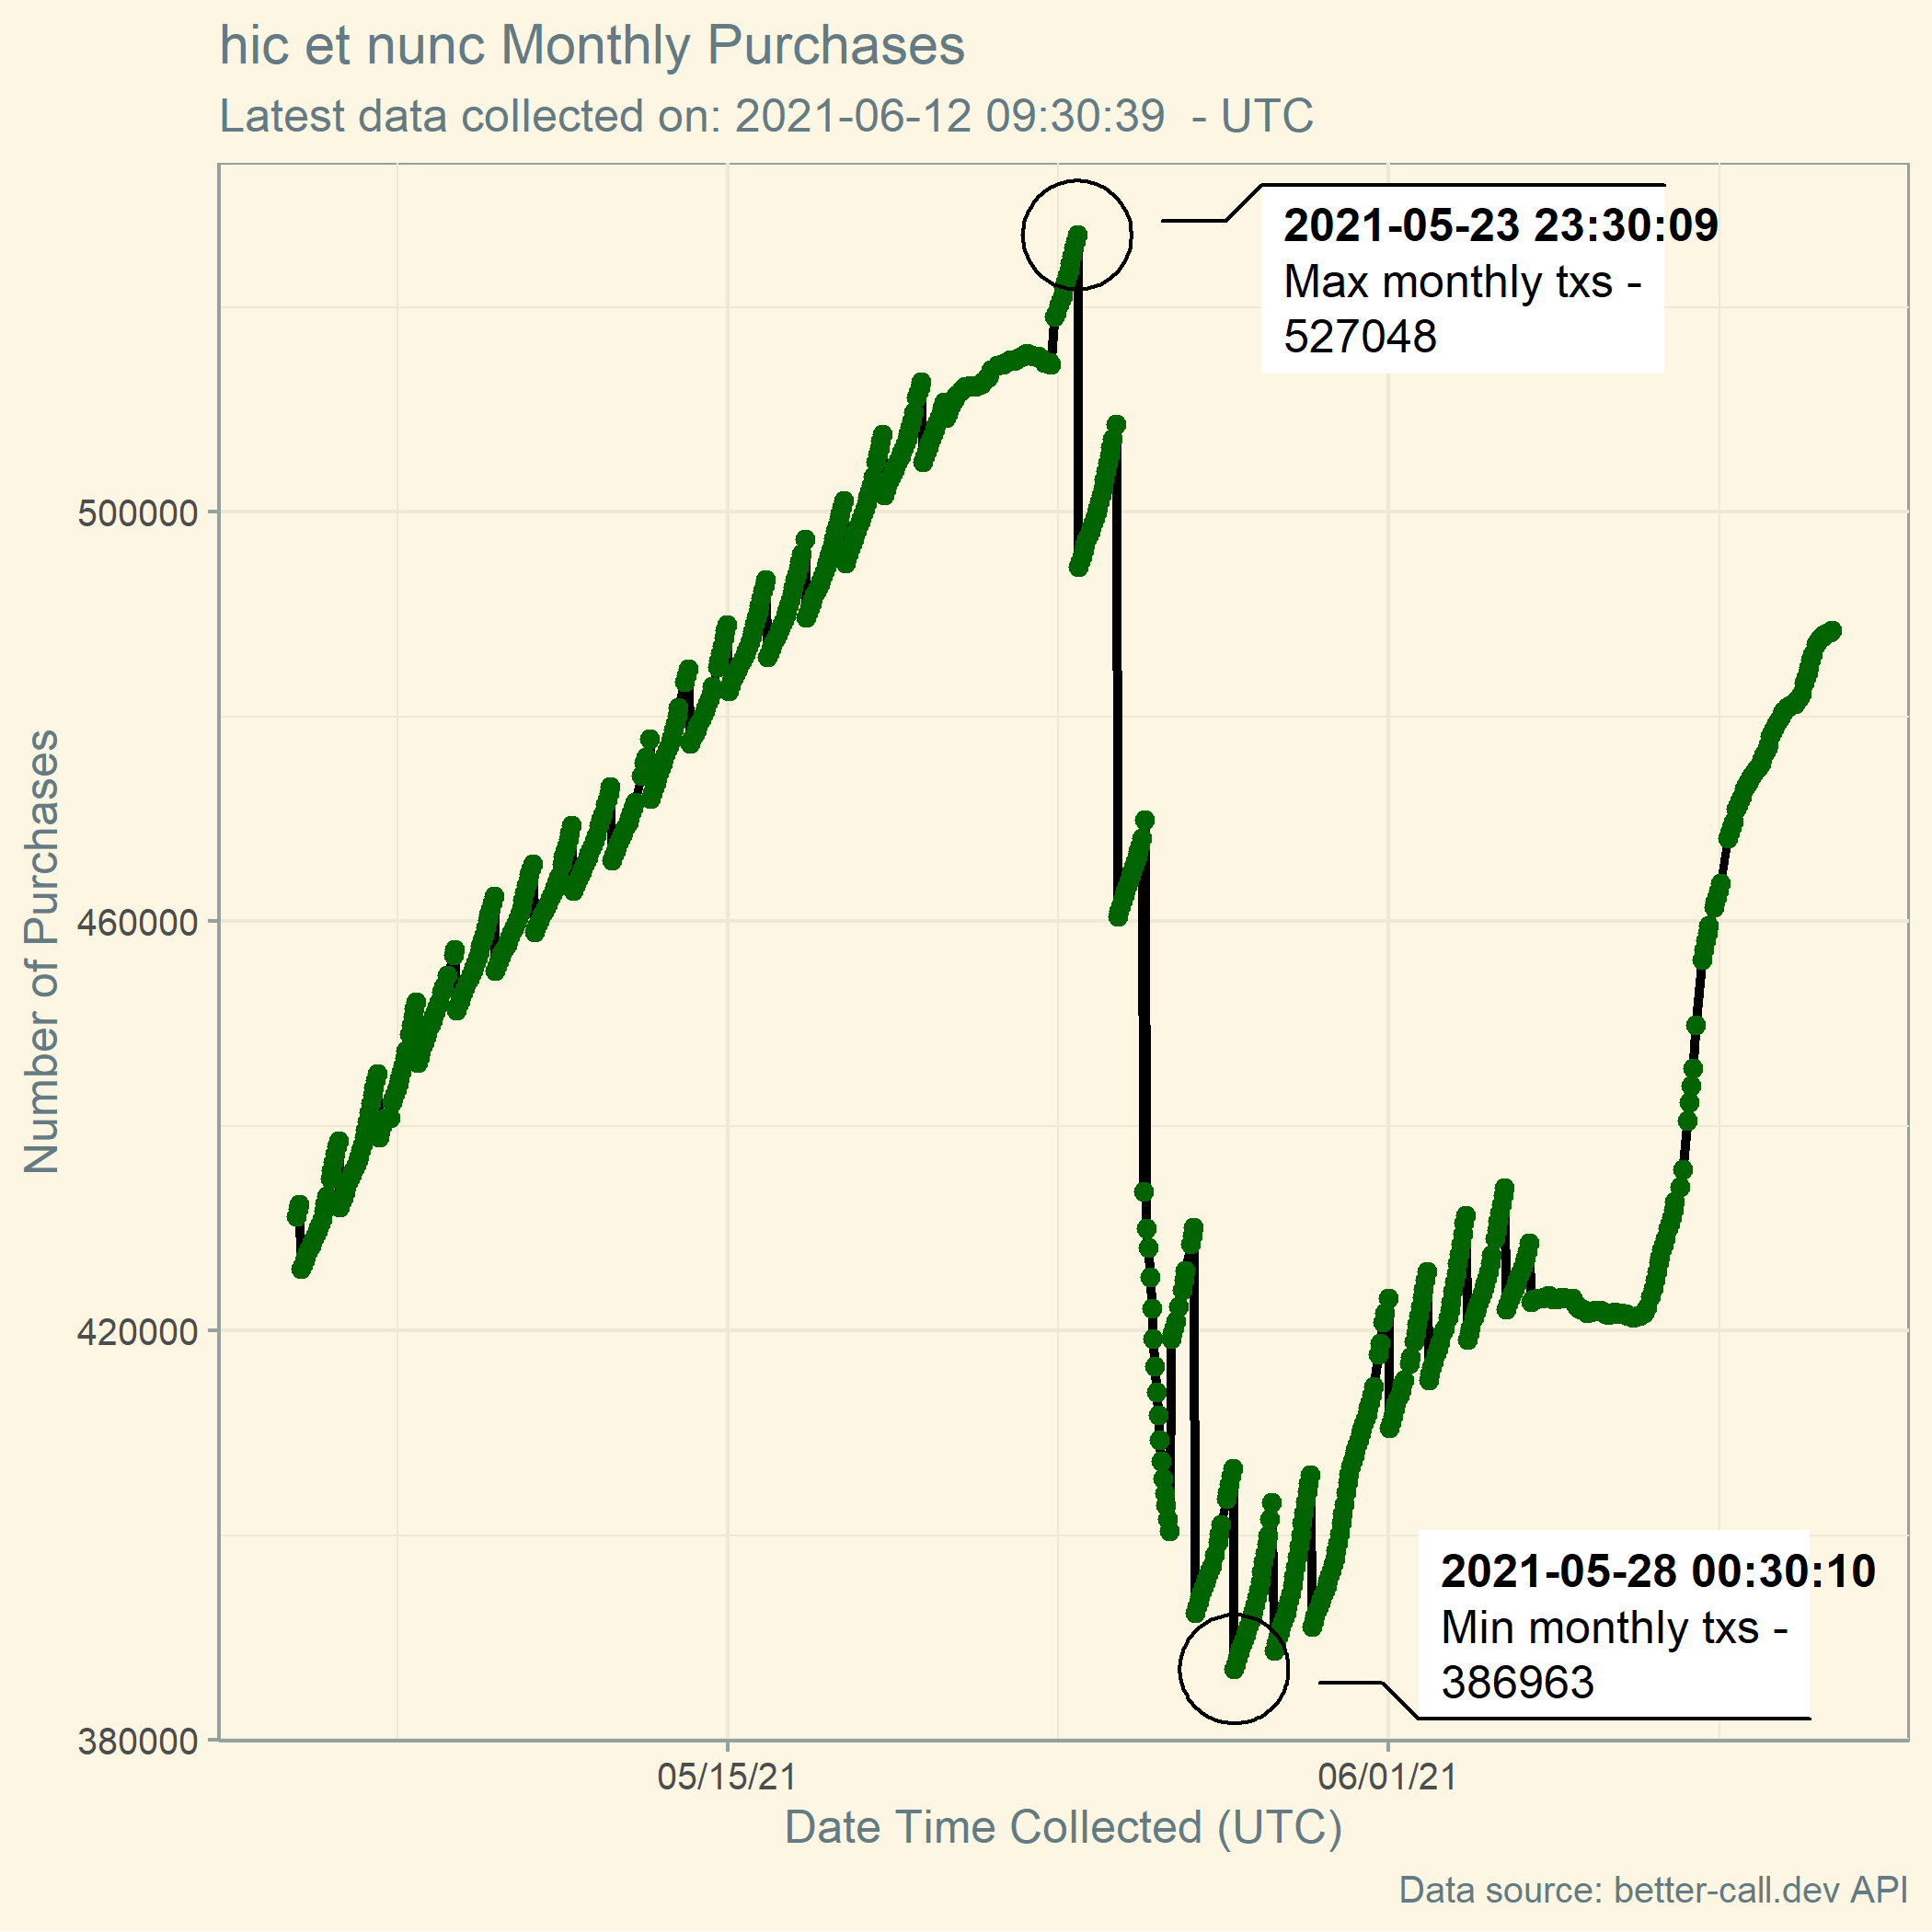 hic et nunc Monthly Purchases
Latest data collected on: 2021-06-12 09:30:39  - UTC
2021-05-23 23:30:09
Max monthly txs -
527048
500000
460000
420000
380000
Number of Purchases
2021-05-28 00:30:10
Min monthly txs -
386963
05/15/21
06/01/21
Date Time Collected (UTC)
Data source: better-call.dev API